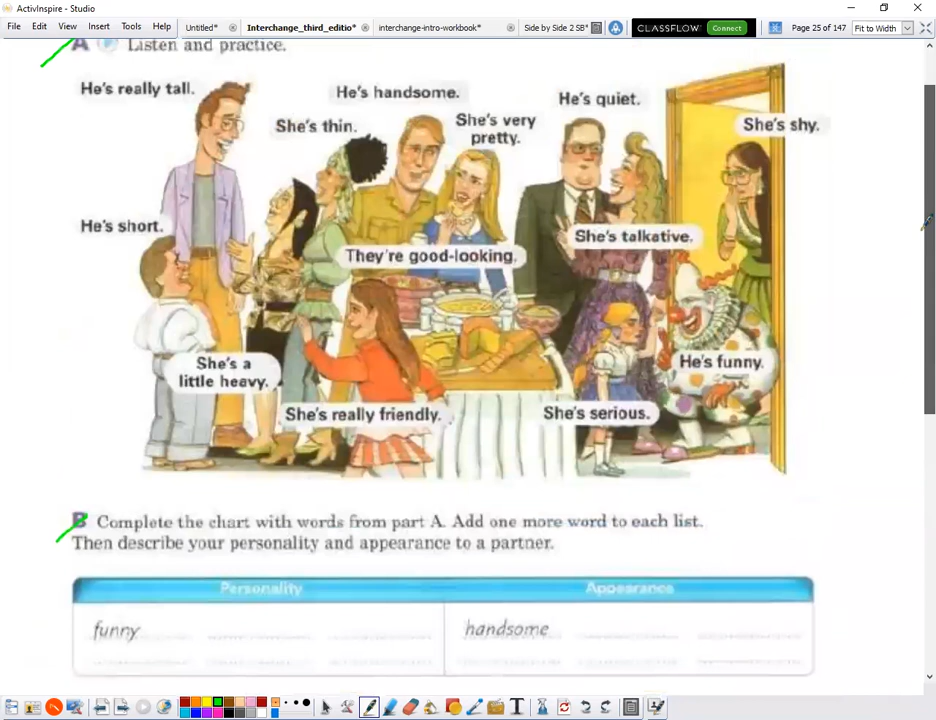 ActivInspire - Studio
File Edit View Insert Tools Help Untitled* Interchange_third_editio* interchange-intro-workbook* Side by Side 2 SB* CLASSFLOW Connect Page 25 of 147 Fit to Width
A Listen and practice.
He's really tall.
He's handsome.
He's quiet.
She's thin.
She's very
pretty.
She's shy.
He's short.
She's talkative.
They're good-looking.
She's a
little heavy.
He's funny.
She's really friendly.
She's serious.
B Complete the chart with words from part A. Add one more word to each list.
Then describe your personality and appearance to a partner.
Personality Appearance
funny handsome
T